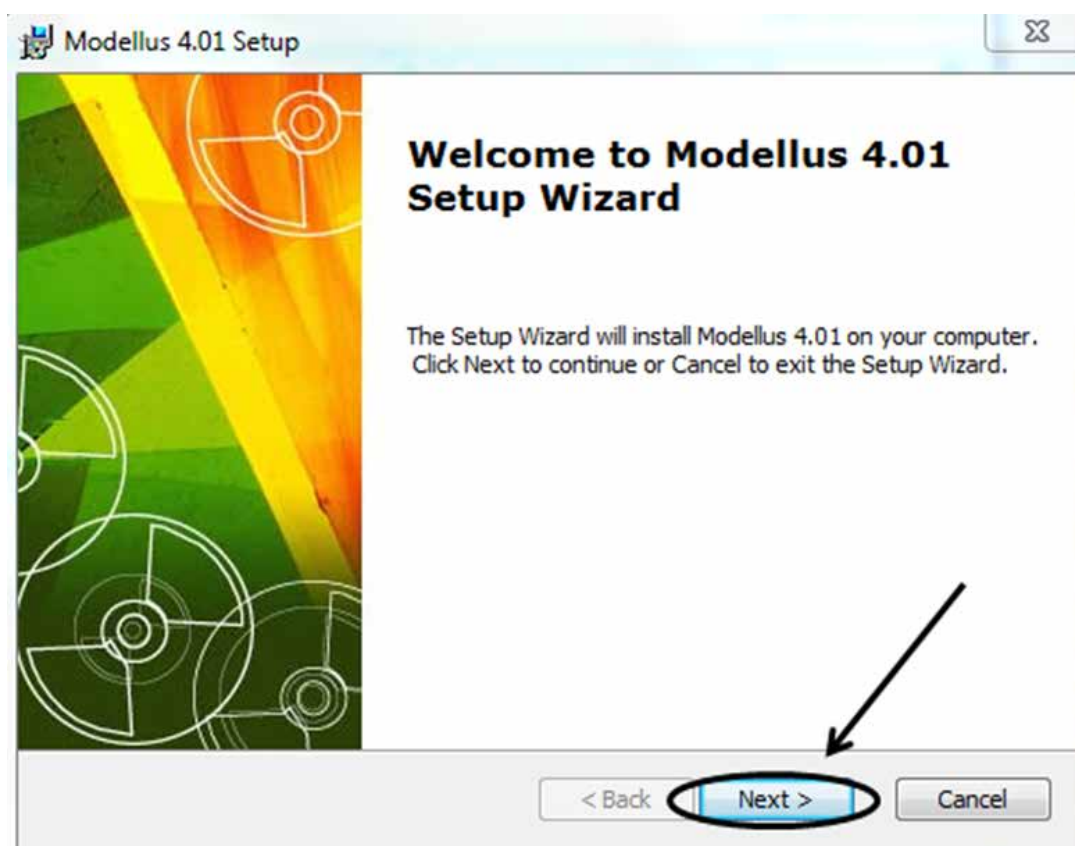 Modellus 4.01 Setup
Welcome to Modellus 4.01
Setup Wizard
The Setup Wizard will install Modellus 4.01 on your computer.
Click Next to continue or Cancel to exit the Setup Wizard.
< Back Next > Cancel